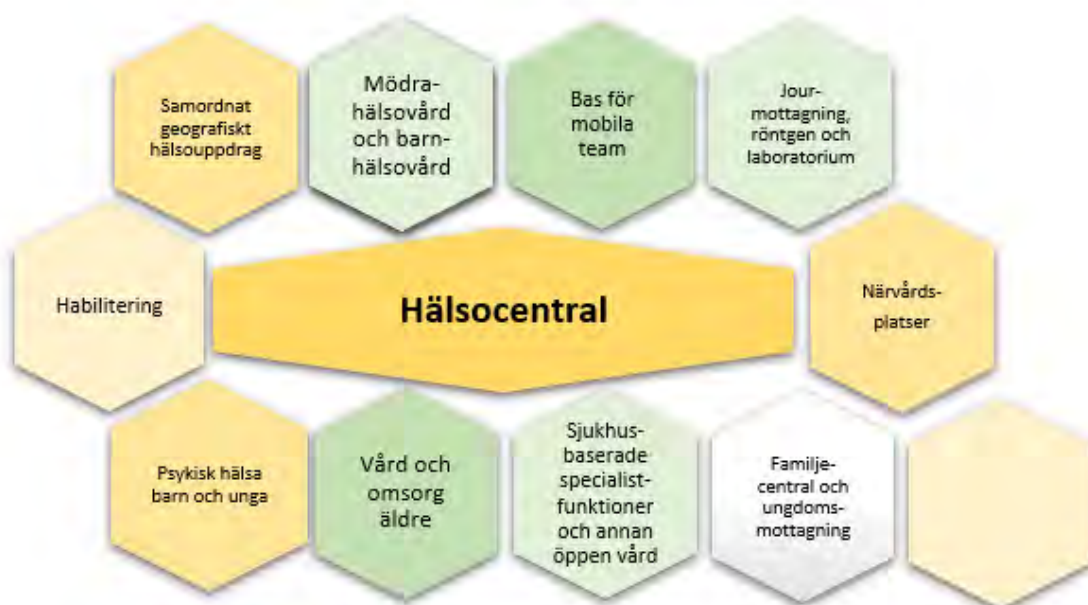 Samordnat
geografiskt
hälsouppdrag
Mödra-
hälsovård
och barn-
hälsovård
Bas för
mobila
team
Jour-
mottagning,
röntgen och
laboratorium
Habilitering
Hälsocentral
Närvårds-
platser
Psykisk hälsa
barn och unga
Vård och
omsorg
äldre
Sjukhus-
baserade
specialist-
funktioner
och annan
öppen vård
Familje-
central och
ungdoms-
mottagning